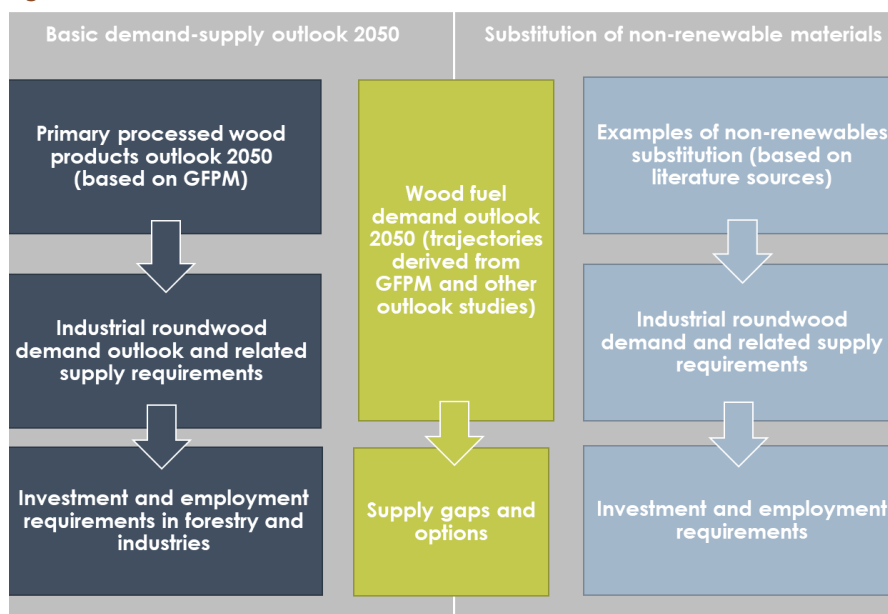 Basic demand-supply outlook 2050
Substitution of non-renewable materials
Primary processed wood
products outlook 2050
(based on GFPM)
Industrial roundwood
demand outlook and related
supply requirements
Investment and employment
requirements in forestry and
industries
Wood fuel
demand outlook
2050 (trajectories
derived from
GFPM and other
outlook studies)
Supply gaps and
options
Examples of non-renewables
substitution (based on
literature sources)
Industrial roundwood
demand and related supply
requirements
Investment and employment
requirements